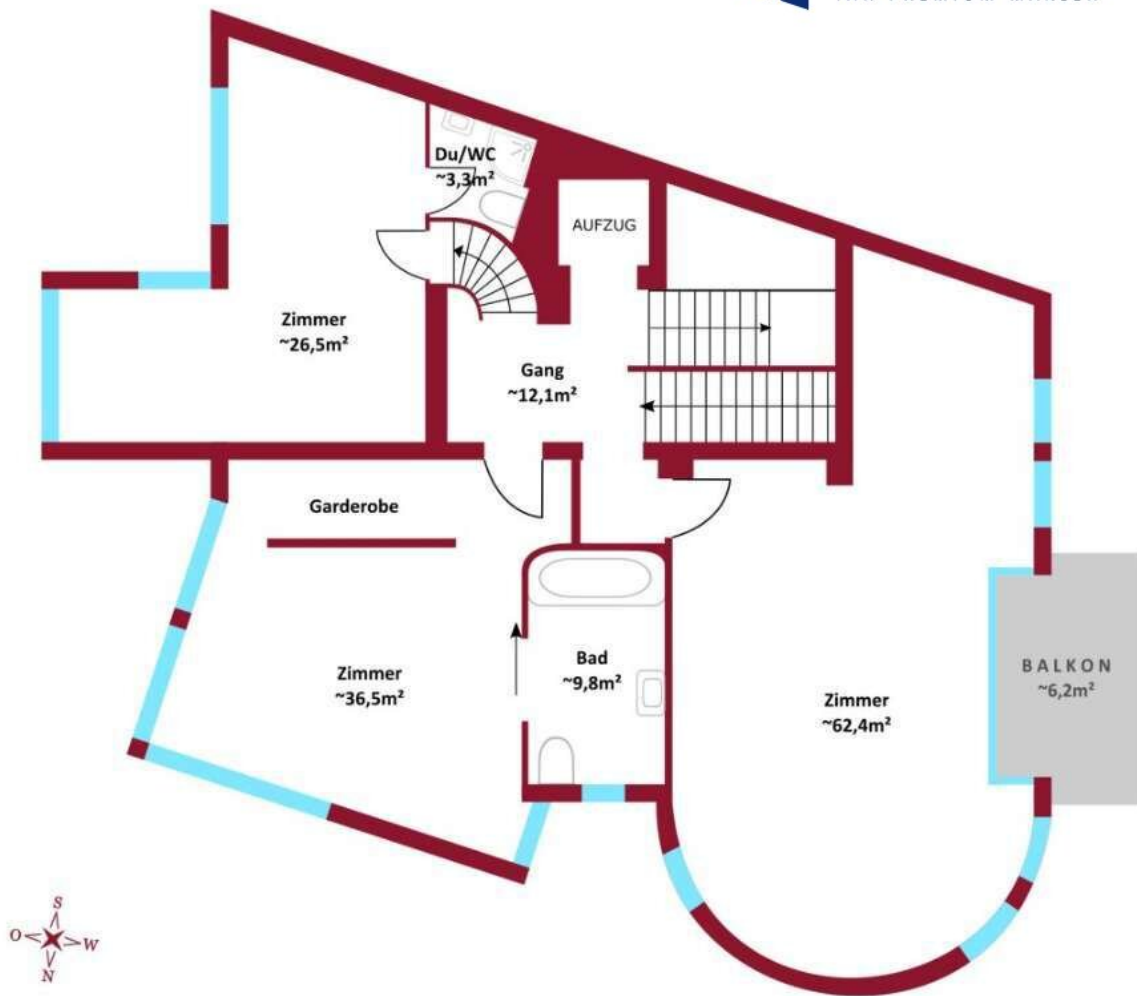 Du/WC
~3,3m²
AUFZUG
Zimmer
~26,5m²
Gang
~12,1m²
Garderobe
Zimmer
~36,5m²
Bad
~9,8m²
Zimmer
~62,4m²
BALKON
~6,2m²
S
O
W
N